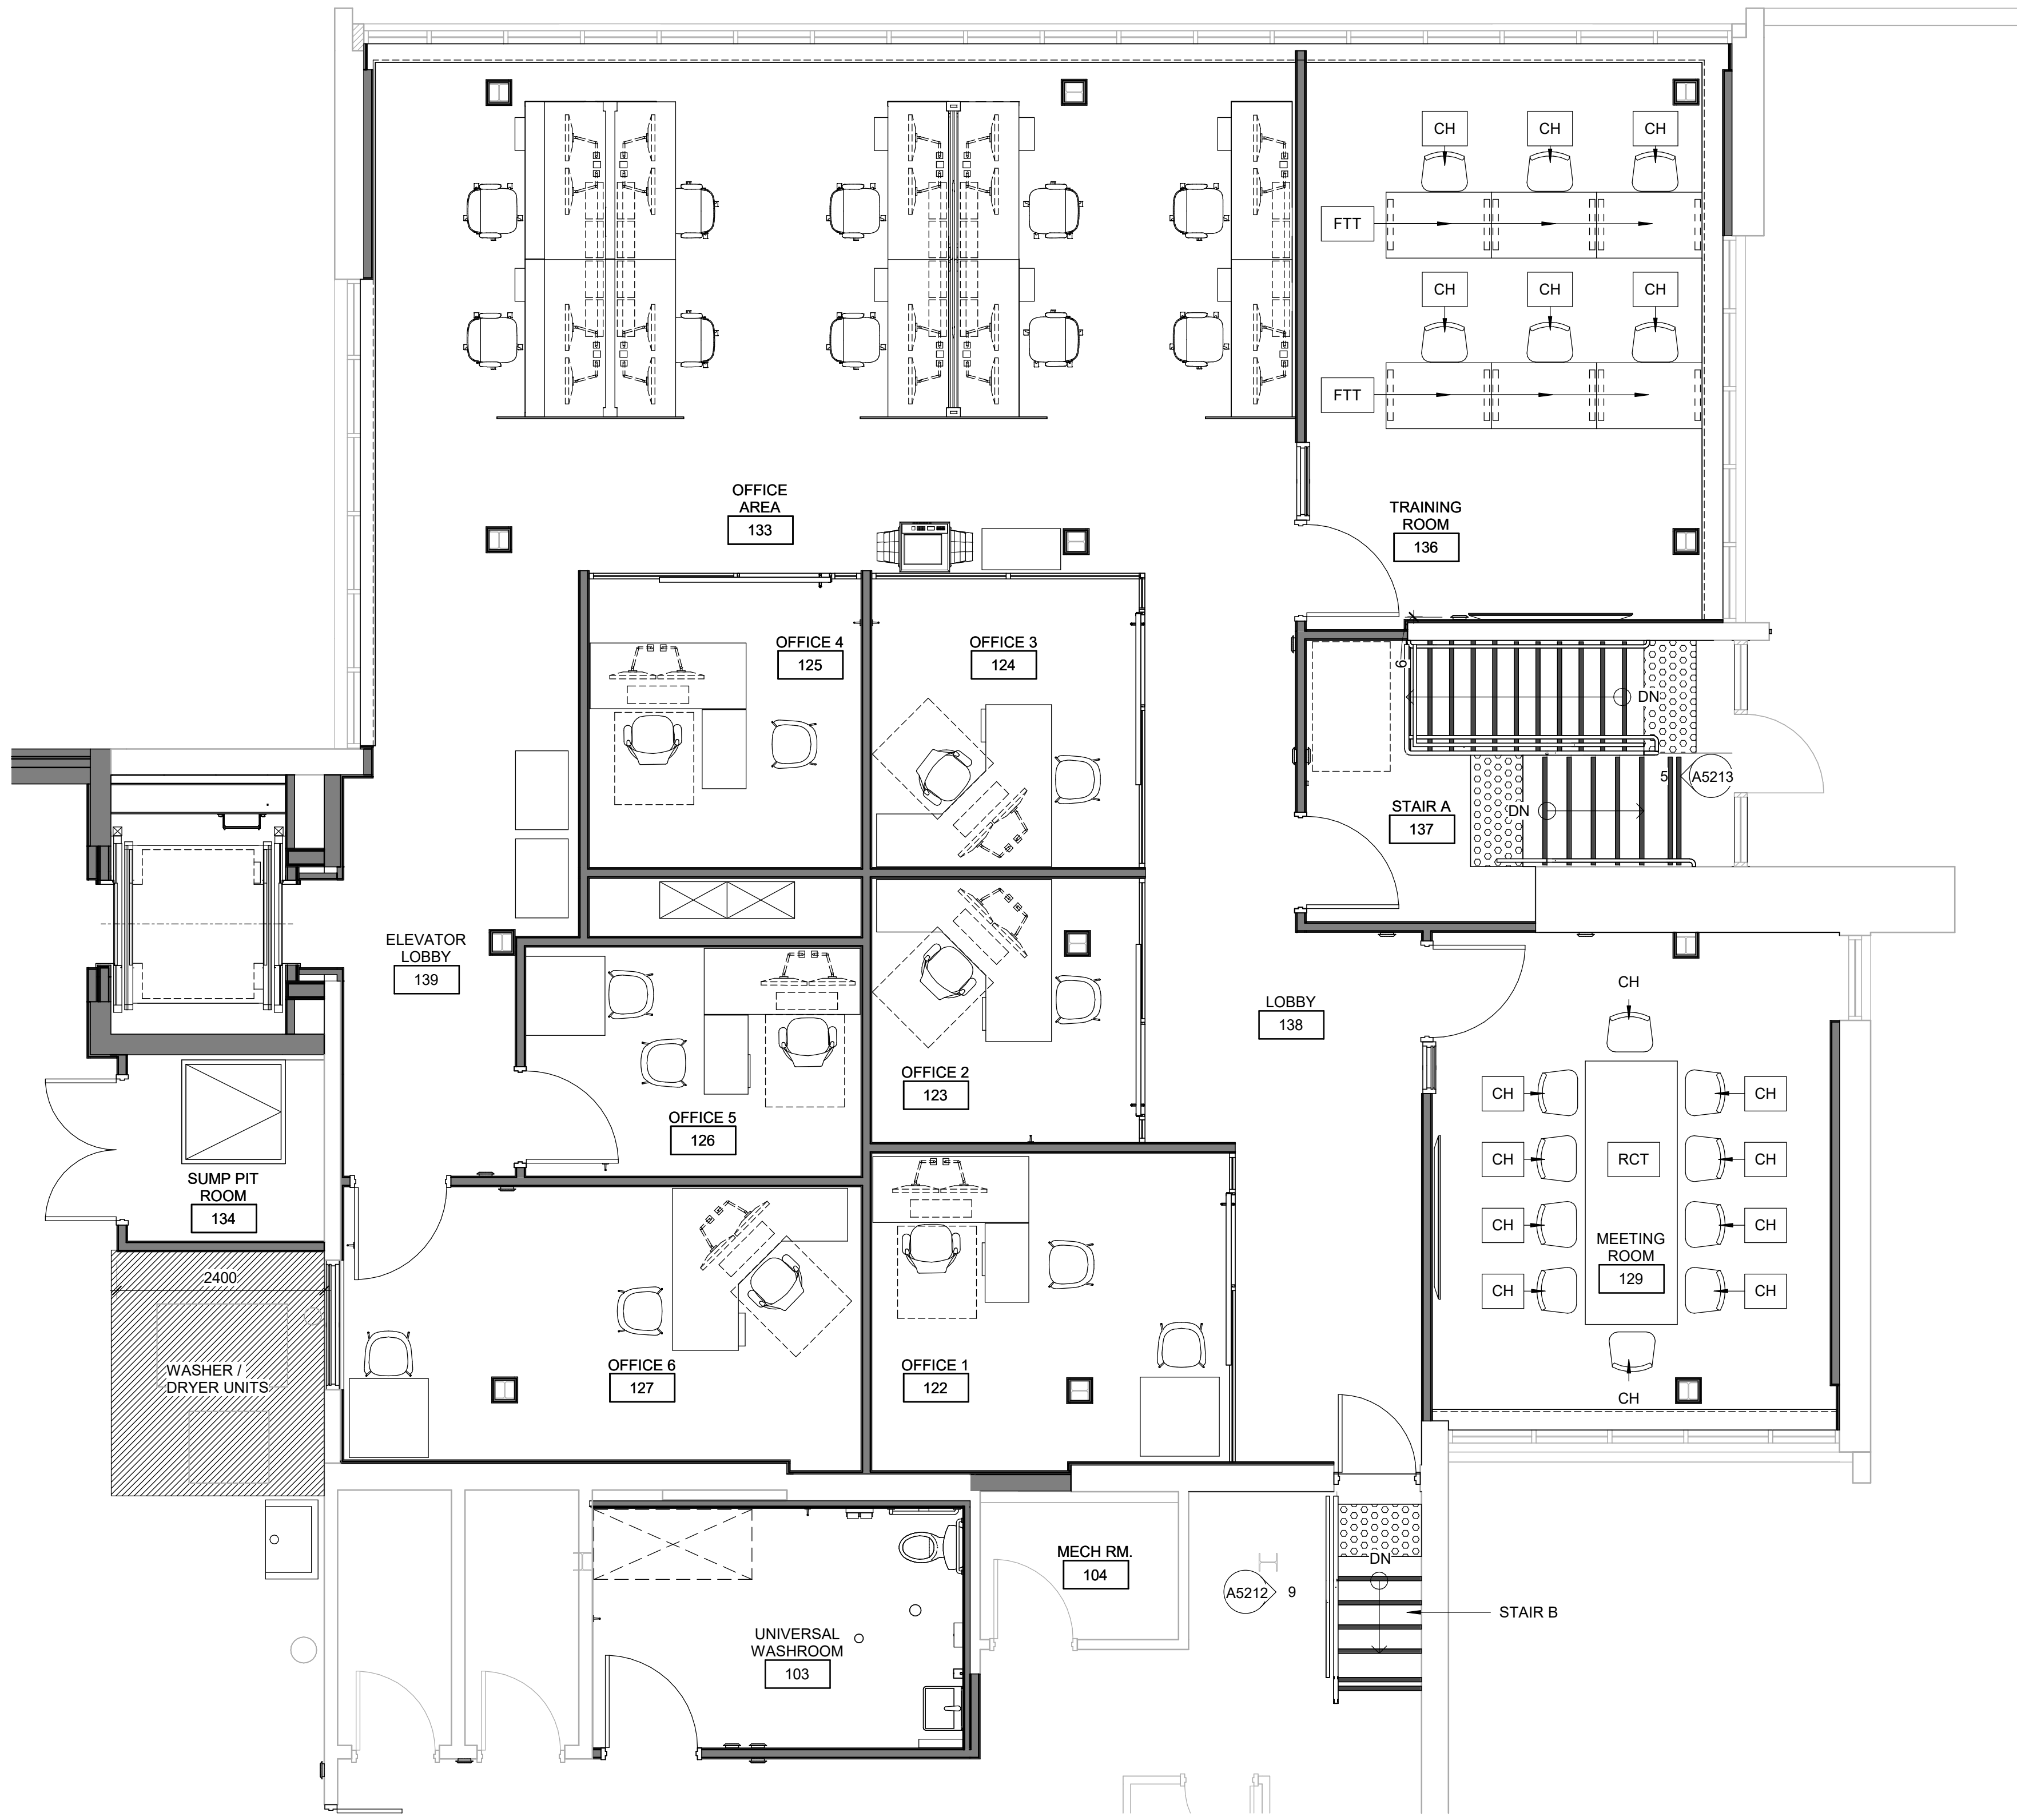 CH
CH
CH
FTT
CH
CH
CH
FTT
OFFICE
AREA
133
TRAINING
ROOM
136
OFFICE 4
125
OFFICE 3
124
9
DN
5
A5213
DN
STAIR A
137
ELEVATOR
LOBBY
139
LOBBY
138
CH
OFFICE 2
123
CH
CH
OFFICE 5
126
CH
RCT
CH
SUMP PIT
ROOM
134
CH
CH
MEETING
ROOM
129
2400
CH
CH
WASHER /
DRYER UNITS
OFFICE 6
127
OFFICE 1
122
CH
MECH RM.
104
DN
A5212
9
STAIR B
UNIVERSAL
WASHROOM
103